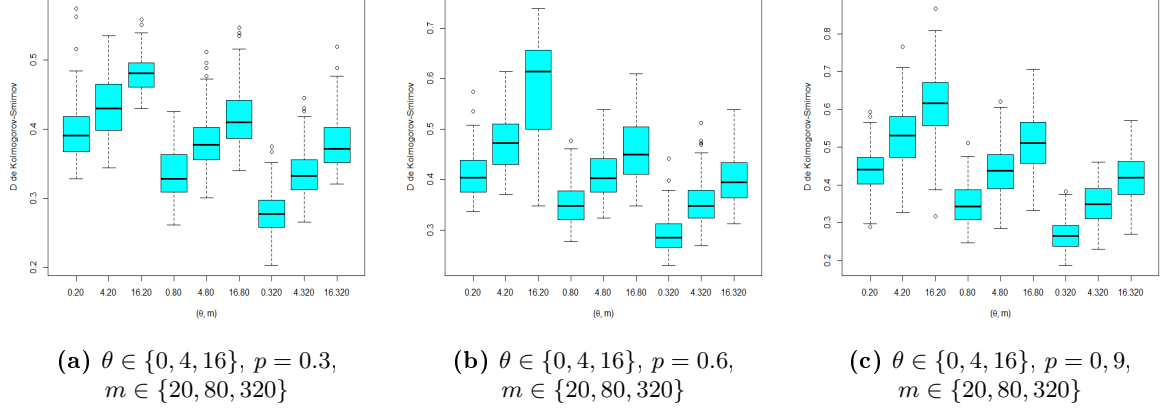 D de Kolmogorov-Smirnov
0.5
0.4
0.3
0.2
0.20 4.20 16.20 0.80 4.80 16.80 0.320 4.320 16.320
(θ, m)
(a) θ ∈ {0, 4, 16}, p = 0.3,
m ∈ {20, 80, 320}
D de Kolmogorov-Smirnov
0.7
0.6
0.5
0.4
0.3
0.20 4.20 16.20 0.80 4.80 16.80 0.320 4.320 16.320
(θ, m)
(b) θ ∈ {0, 4, 16}, p = 0.6,
m ∈ {20, 80, 320}
D de Kolmogorov-Smirnov
0.8
0.7
0.6
0.5
0.4
0.3
0.2
0.20 4.20 16.20 0.80 4.80 16.80 0.320 4.320 16.320
(θ, m)
(c) θ ∈ {0, 4, 16}, p = 0, 9,
m ∈ {20, 80, 320}